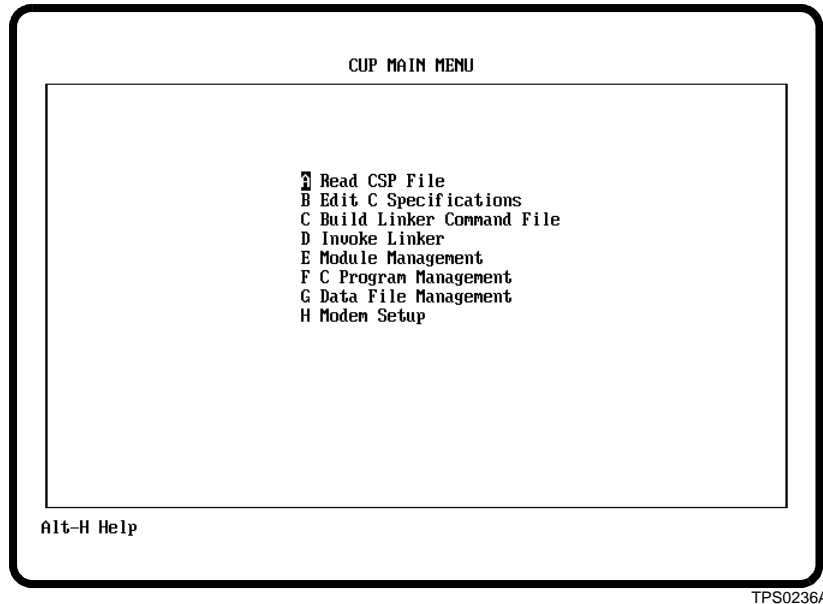 CUP MAIN MENU
A Read CSP File
B Edit C Specifications
C Build Linker Command File
D Invoke Linker
E Module Management
F C Program Management
G Data File Management
H Modem Setup
Alt-H Help
TPS0236A